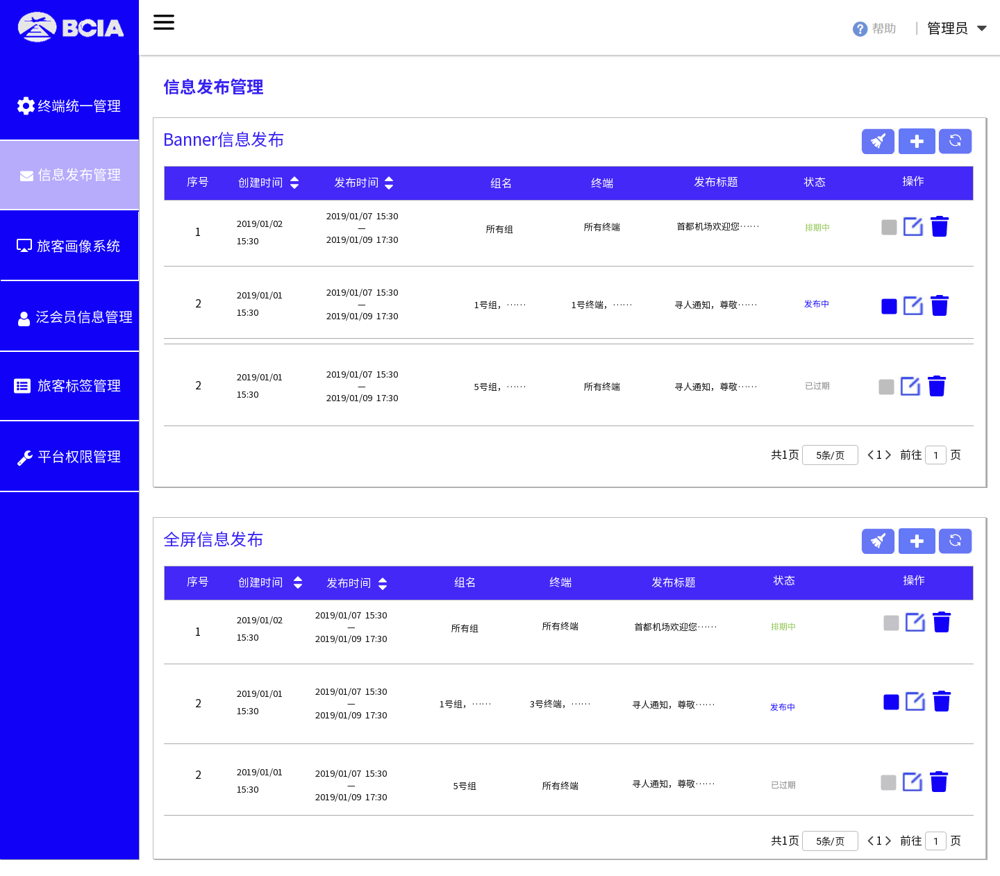 BCIA
帮助
管理员
终端统一管理
信息发布管理
旅客画像系统
泛会员信息管理
旅客标签管理
平台权限管理
信息发布管理
Banner信息发布
序号 创建时间 发布时间 组名 终端 发布标题 状态 操作
1 2019/01/02 15:30 2019/01/07 15:30 — 2019/01/09 17:30 所有组 所有终端 首都机场欢迎您…… 排期中
2 2019/01/01 15:30 2019/01/07 15:30 — 2019/01/09 17:30 1号组，…… 1号终端，…… 寻人通知，尊敬…… 发布中
2 2019/01/01 15:30 2019/01/07 15:30 — 2019/01/09 17:30 5号组，…… 所有终端 寻人通知，尊敬…… 已过期
共1页 5条/页 1 前往 1 页
全屏信息发布
序号 创建时间 发布时间 组名 终端 发布标题 状态 操作
1 2019/01/02 15:30 2019/01/07 15:30 — 2019/01/09 17:30 所有组 所有终端 首都机场欢迎您…… 排期中
2 2019/01/01 15:30 2019/01/07 15:30 — 2019/01/09 17:30 1号组，…… 3号终端，…… 寻人通知，尊敬…… 发布中
2 2019/01/01 15:30 2019/01/07 15:30 — 2019/01/09 17:30 5号组 所有终端 寻人通知，尊敬…… 已过期
共1页 5条/页 1 前往 1 页